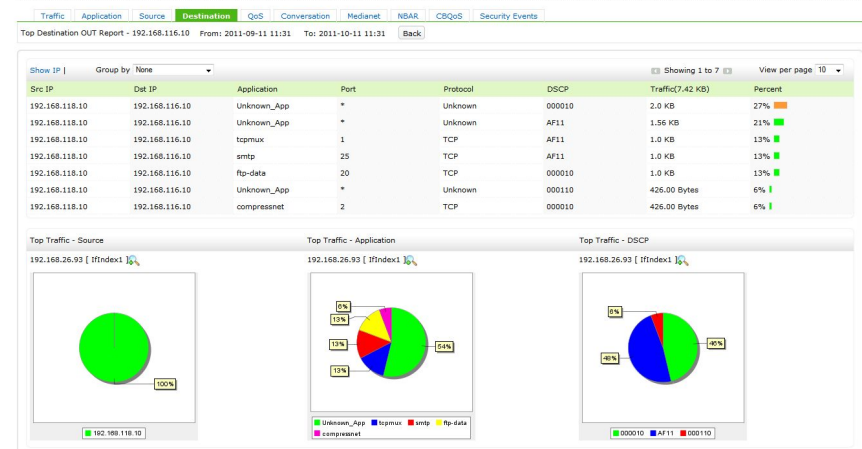 Traffic Application Source Destination QoS Conversation Medianet NBAR CBQoS Security Events
Top Destination OUT Report - 192.168.116.10 From: 2011-09-11 11:31 To: 2011-10-11 11:31 Back
Show IP | Group by None Showing 1 to 7 View per page 10
Src IP Dst IP Application Port Protocol DSCP Traffic(7.42 KB) Percent
192.168.118.10 192.168.116.10 Unknown_App * Unknown 000010 2.0 KB 27%
192.168.118.10 192.168.116.10 Unknown_App * Unknown AF11 1.56 KB 21%
192.168.118.10 192.168.116.10 tcpmux 1 TCP AF11 1.0 KB 13%
192.168.118.10 192.168.116.10 smtp 25 TCP AF11 1.0 KB 13%
192.168.118.10 192.168.116.10 ftp-data 20 TCP 000010 1.0 KB 13%
192.168.118.10 192.168.116.10 Unknown_App * Unknown 000110 426.00 Bytes 6%
192.168.118.10 192.168.116.10 compressnet 2 TCP 000010 426.00 Bytes 6%
Top Traffic - Source
192.168.26.93 [ IfIndex1 ]
100%
192.168.118.10
Top Traffic - Application
192.168.26.93 [ IfIndex1 ]
6%
13%
13%
13%
54%
Unknown_App tcpmux smtp ftp-data
compressnet
Top Traffic - DSCP
192.168.26.93 [ IfIndex1 ]
6%
48%
46%
000010 AF11 000110